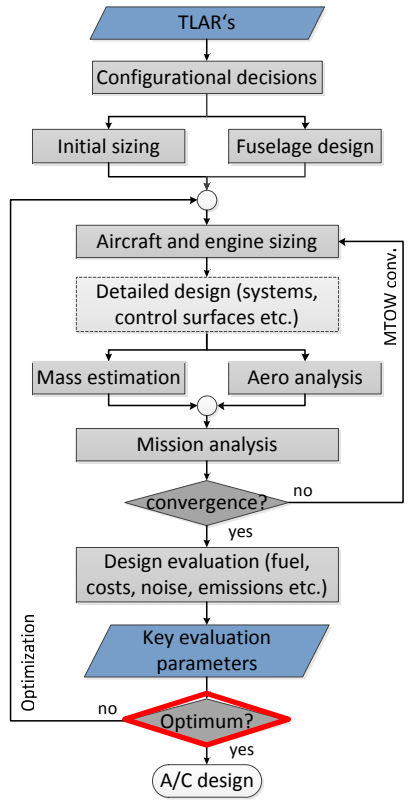 TLAR‘s
Configurational decisions
Initial sizing
Fuselage design
Aircraft and engine sizing
MTOW conv.
Detailed design (systems,
control surfaces etc.)
Mass estimation
Aero analysis
Mission analysis
convergence?
no
yes
Design evaluation (fuel,
costs, noise, emissions etc.)
Optimization
Key evaluation
parameters
no
Optimum?
yes
A/C design